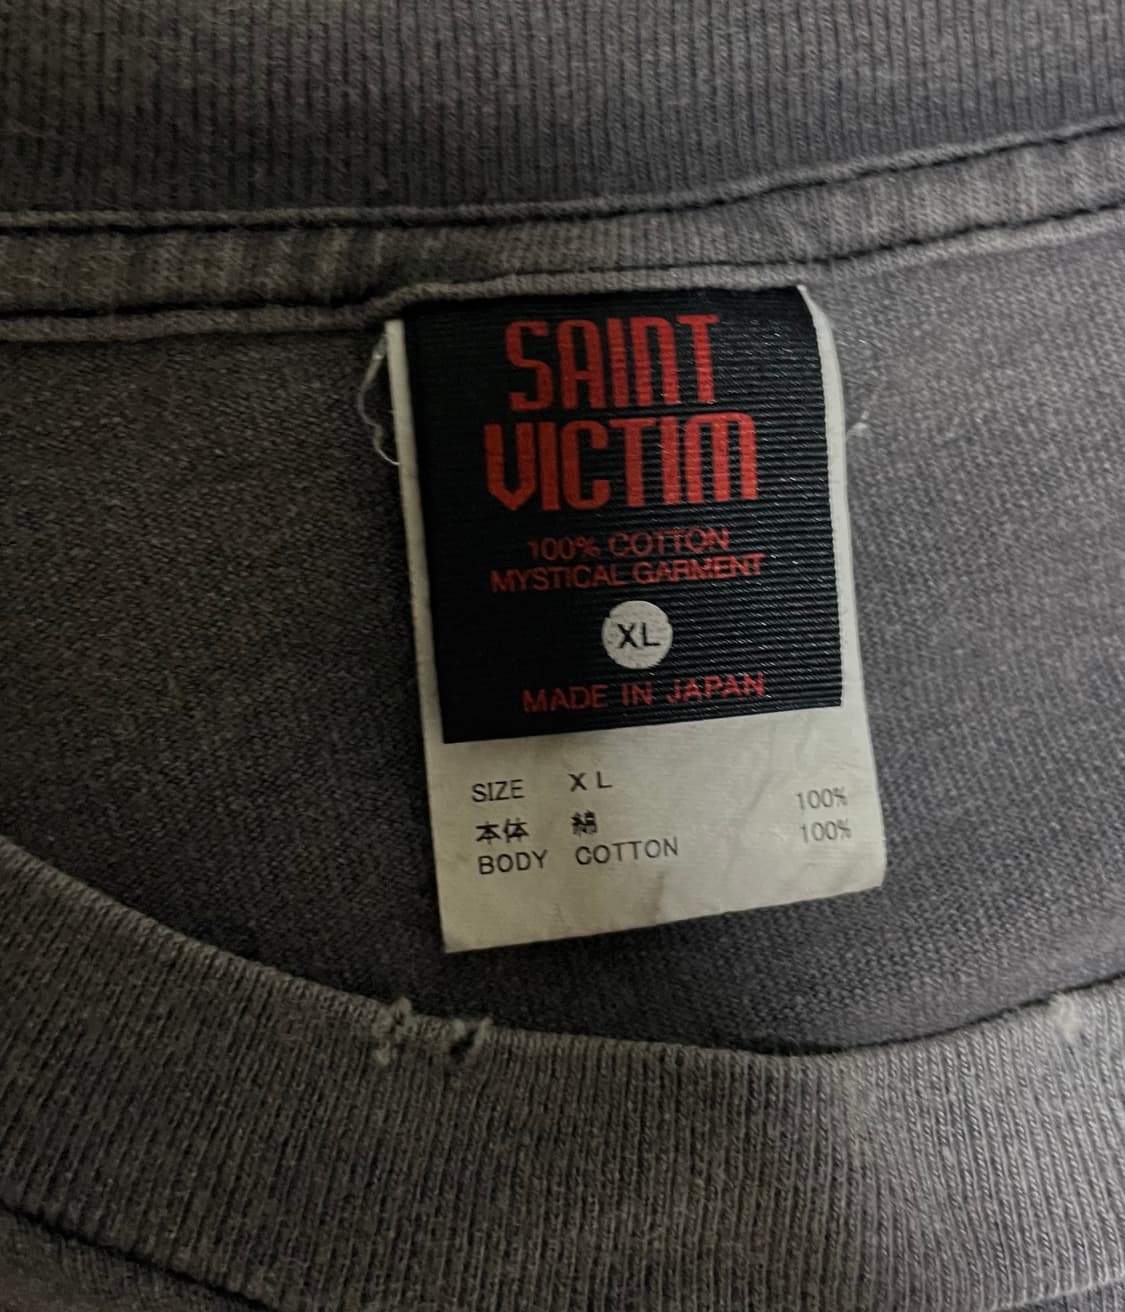 SAINT
VICTIM
100% COTTON
MYSTICAL GARMENT
XL
MADE IN JAPAN
SIZE XL
本体 綿 100%
BODY COTTON 100%